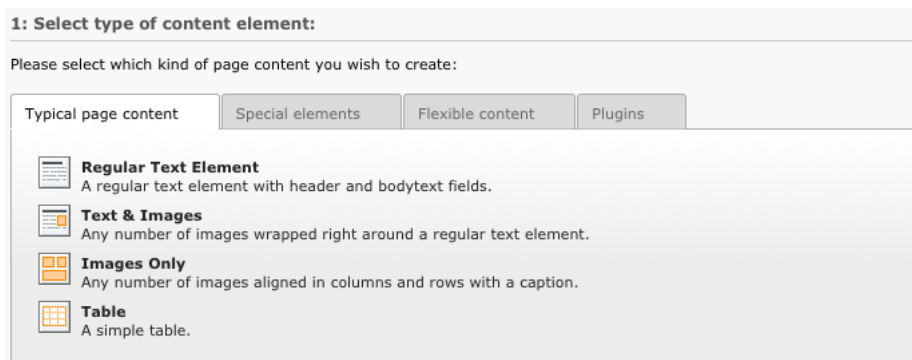 1: Select type of content element:
Please select which kind of page content you wish to create:
Typical page content Special elements Flexible content Plugins
Regular Text Element
A regular text element with header and bodytext fields.
Text & Images
Any number of images wrapped right around a regular text element.
Images Only
Any number of images aligned in columns and rows with a caption.
Table
A simple table.